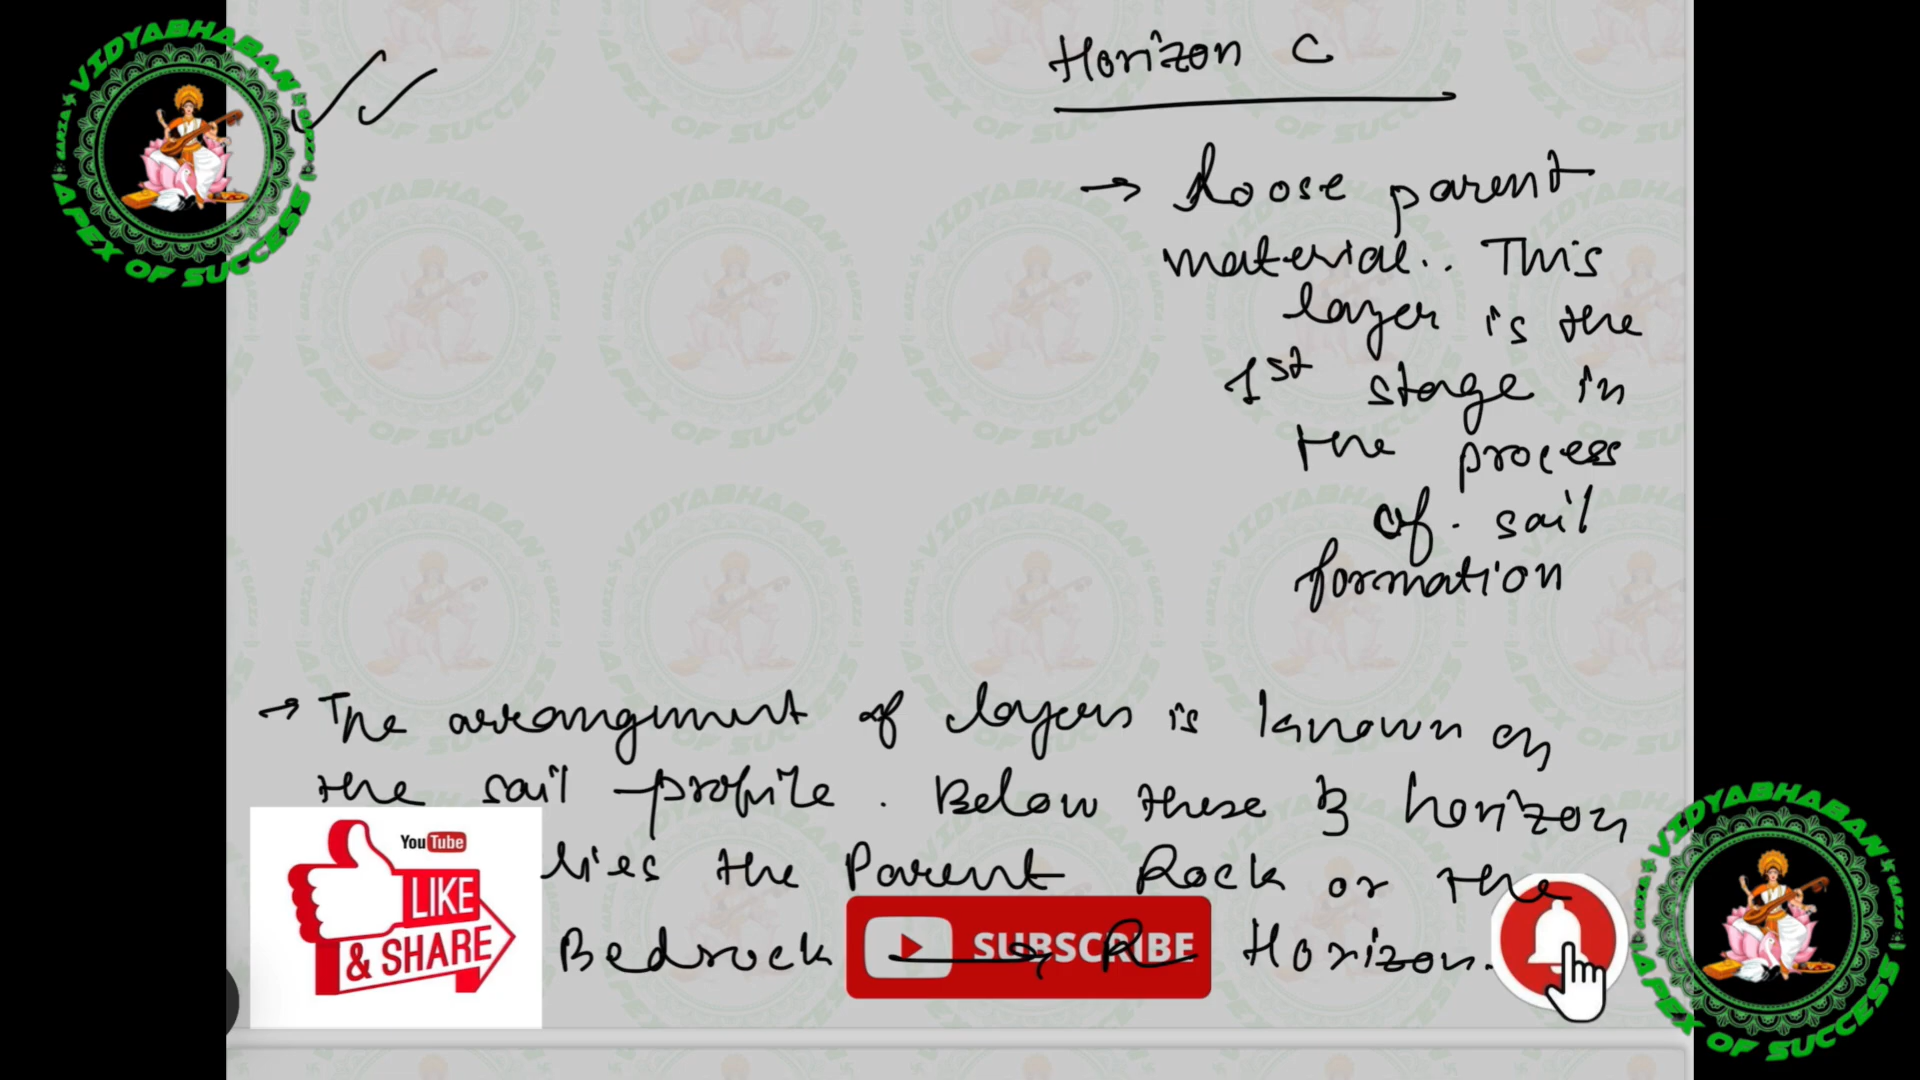 VIDYABHABAN
APEX OF SUCCESS
Horizon C
→ Loose parent
material.. This
layer is the
1st stage in
the process
of. soil
formation
→ The arrangement of layers is known as
the soil profile. Below these 3 horizon
lies the Parent Rock or the
Bedrock → R Horizon.
YouTube
LIKE
& SHARE
SUBSCRIBE
VIDYABHABAN
APEX OF SUCCESS